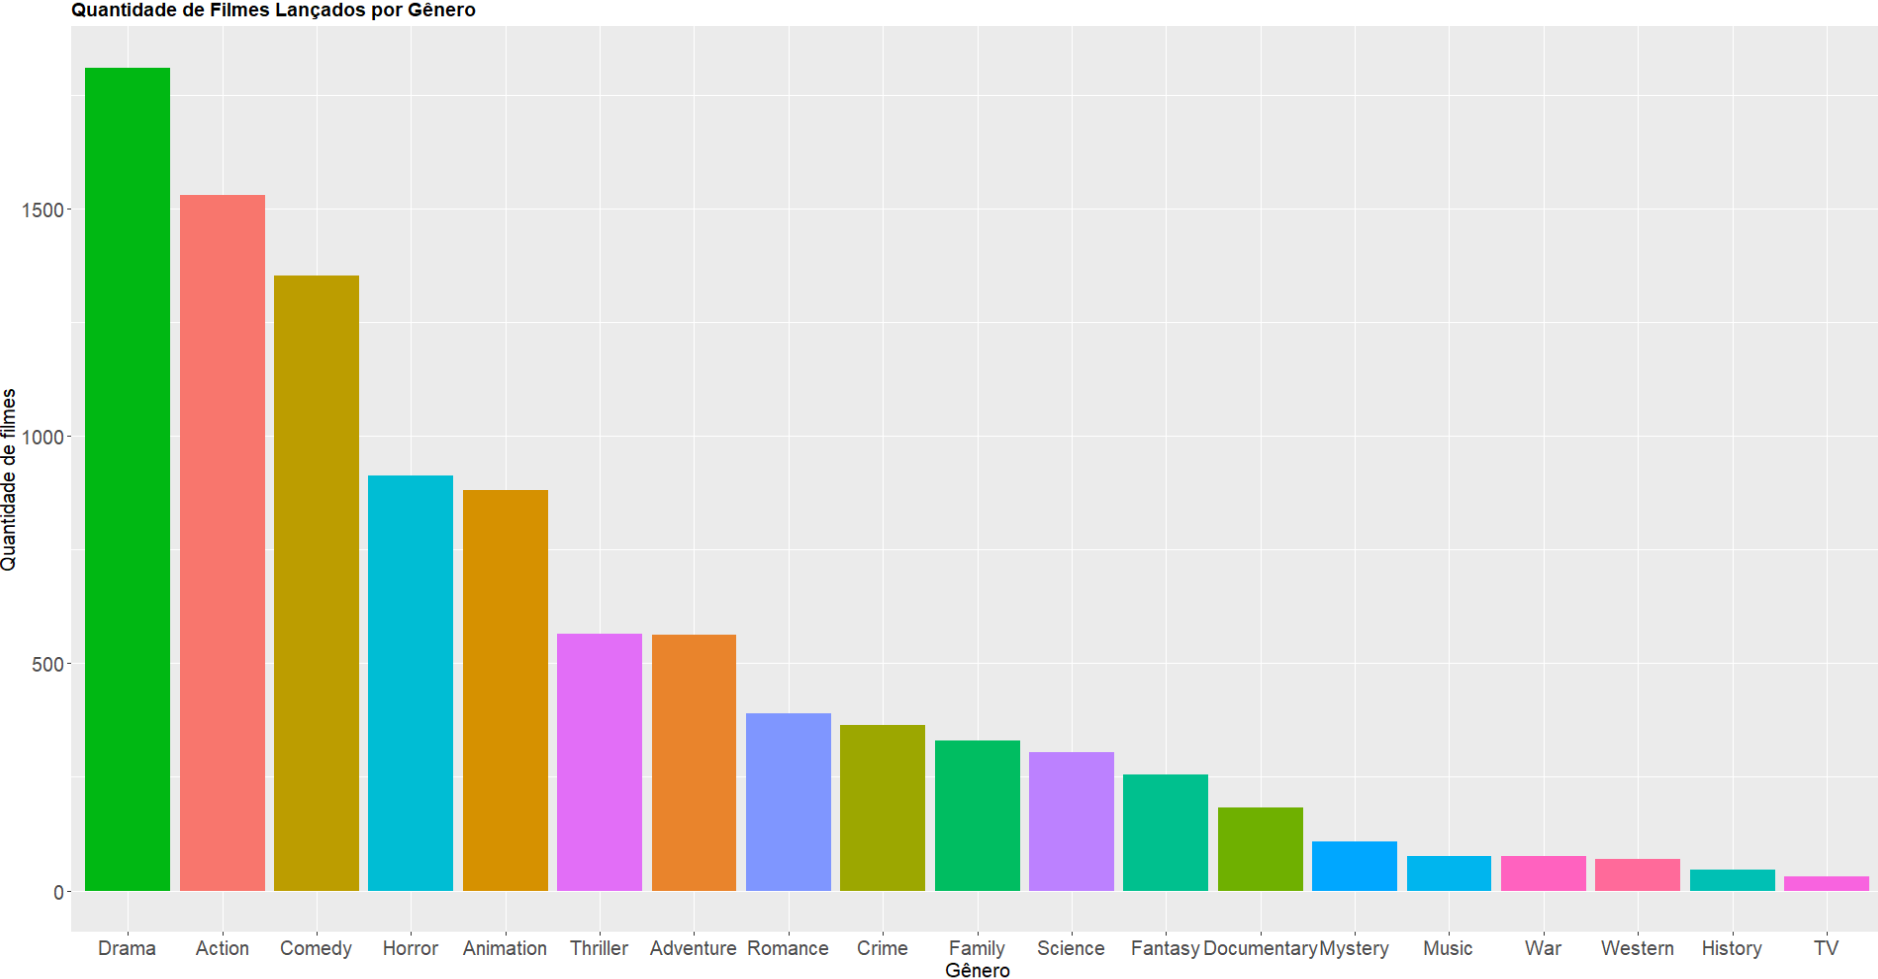 Quantidade de Filmes Lançados por Gênero
Quantidade de filmes
1500
1000
500
0
Drama Action Comedy Horror Animation Thriller Adventure Romance Crime Family Science Fantasy Documentary Mystery Music War Western History TV
Gênero